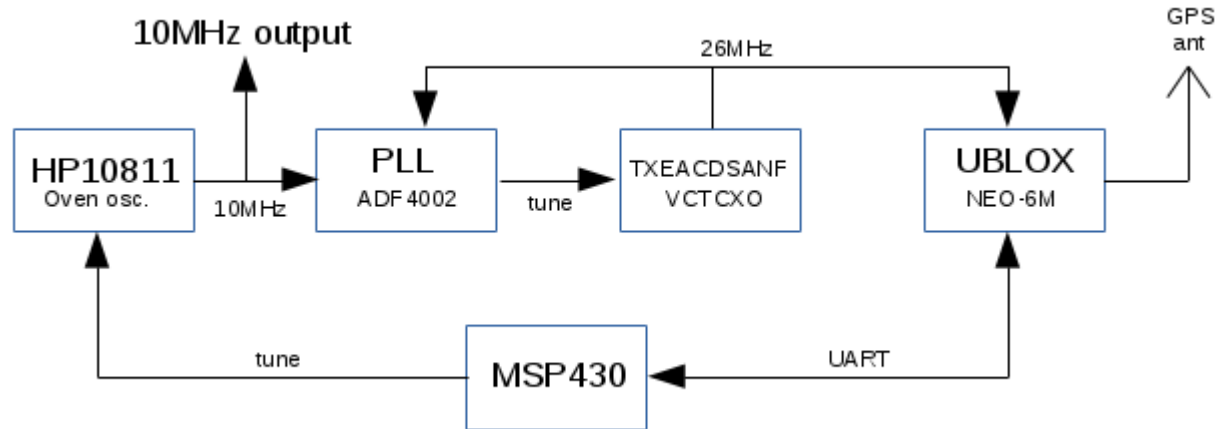 10MHz output
GPS
ant
26MHz
HP10811
Oven osc.
10MHz
PLL
ADF4002
tune
TXEACDSANF
VCTCXO
UBLOX
NEO-6M
tune
MSP430
UART